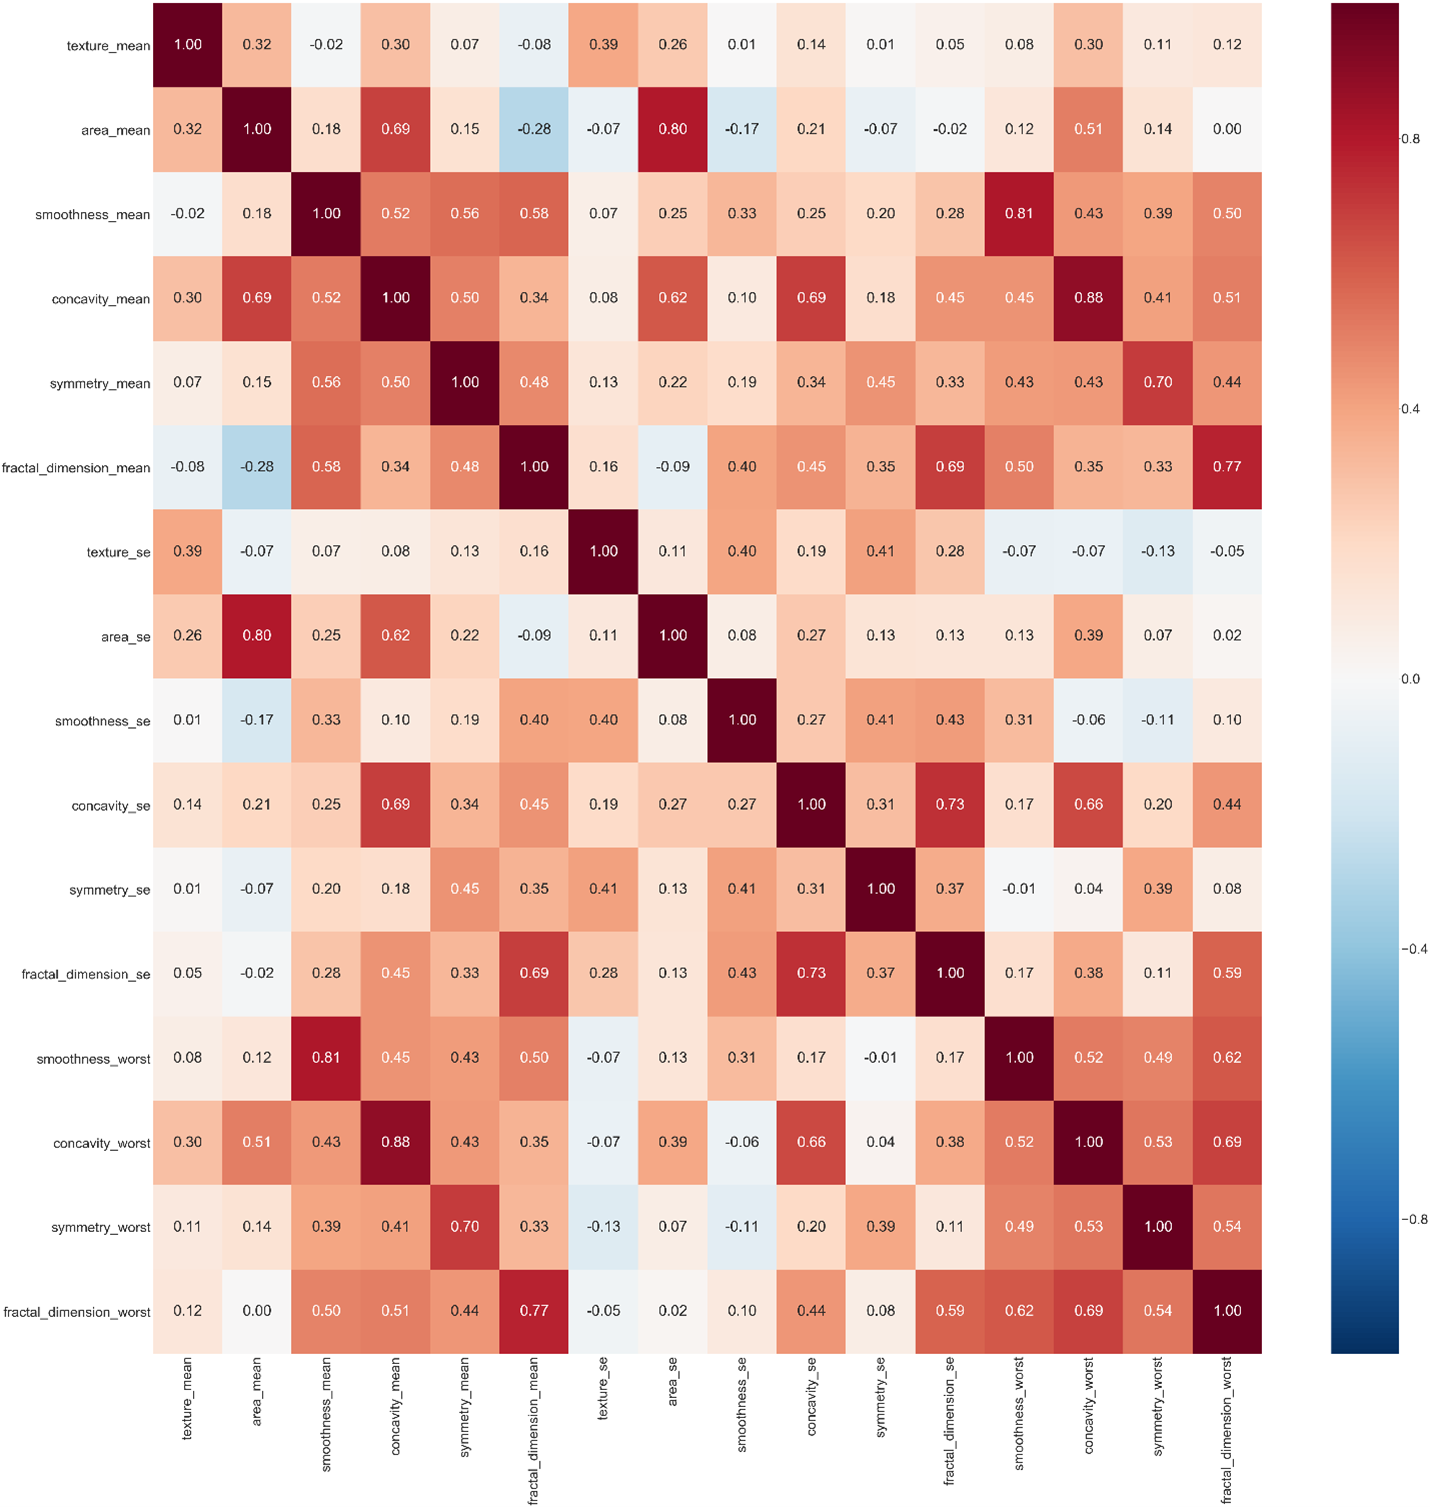 texture_mean 1.00 0.32 -0.02 0.30 0.07 -0.08 0.39 0.26 0.01 0.14 0.01 0.05 0.08 0.30 0.11 0.12
area_mean 0.32 1.00 0.18 0.69 0.15 -0.28 -0.07 0.80 -0.17 0.21 -0.07 -0.02 0.12 0.51 0.14 0.00
0.8
smoothness_mean -0.02 0.18 1.00 0.52 0.56 0.58 0.07 0.25 0.33 0.25 0.20 0.28 0.81 0.43 0.39 0.50
concavity_mean 0.30 0.69 0.52 1.00 0.50 0.34 0.08 0.62 0.10 0.69 0.18 0.45 0.45 0.88 0.41 0.51
symmetry_mean 0.07 0.15 0.56 0.50 1.00 0.48 0.13 0.22 0.19 0.34 0.45 0.33 0.43 0.43 0.70 0.44
0.4
fractal_dimension_mean -0.08 -0.28 0.58 0.34 0.48 1.00 0.16 -0.09 0.40 0.45 0.35 0.69 0.50 0.35 0.33 0.77
texture_se 0.39 -0.07 0.07 0.08 0.13 0.16 1.00 0.11 0.40 0.19 0.41 0.28 -0.07 -0.07 -0.13 -0.05
area_se 0.26 0.80 0.25 0.62 0.22 -0.09 0.11 1.00 0.08 0.27 0.13 0.13 0.13 0.39 0.07 0.02
0.0
smoothness_se 0.01 -0.17 0.33 0.10 0.19 0.40 0.40 0.08 1.00 0.27 0.41 0.43 0.31 -0.06 -0.11 0.10
concavity_se 0.14 0.21 0.25 0.69 0.34 0.45 0.19 0.27 0.27 1.00 0.31 0.73 0.17 0.66 0.20 0.44
symmetry_se 0.01 -0.07 0.20 0.18 0.45 0.35 0.41 0.13 0.41 0.31 1.00 0.37 -0.01 0.04 0.39 0.08
−0.4
fractal_dimension_se 0.05 -0.02 0.28 0.45 0.33 0.69 0.28 0.13 0.43 0.73 0.37 1.00 0.17 0.38 0.11 0.59
smoothness_worst 0.08 0.12 0.81 0.45 0.43 0.50 -0.07 0.13 0.31 0.17 -0.01 0.17 1.00 0.52 0.49 0.62
concavity_worst 0.30 0.51 0.43 0.88 0.43 0.35 -0.07 0.39 -0.06 0.66 0.04 0.38 0.52 1.00 0.53 0.69
symmetry_worst 0.11 0.14 0.39 0.41 0.70 0.33 -0.13 0.07 -0.11 0.20 0.39 0.11 0.49 0.53 1.00 0.54
−0.8
fractal_dimension_worst 0.12 0.00 0.50 0.51 0.44 0.77 -0.05 0.02 0.10 0.44 0.08 0.59 0.62 0.69 0.54 1.00
texture_mean
area_mean
smoothness_mean
concavity_mean
symmetry_mean
fractal_dimension_mean
texture_se
area_se
smoothness_se
concavity_se
symmetry_se
fractal_dimension_se
smoothness_worst
concavity_worst
symmetry_worst
fractal_dimension_worst